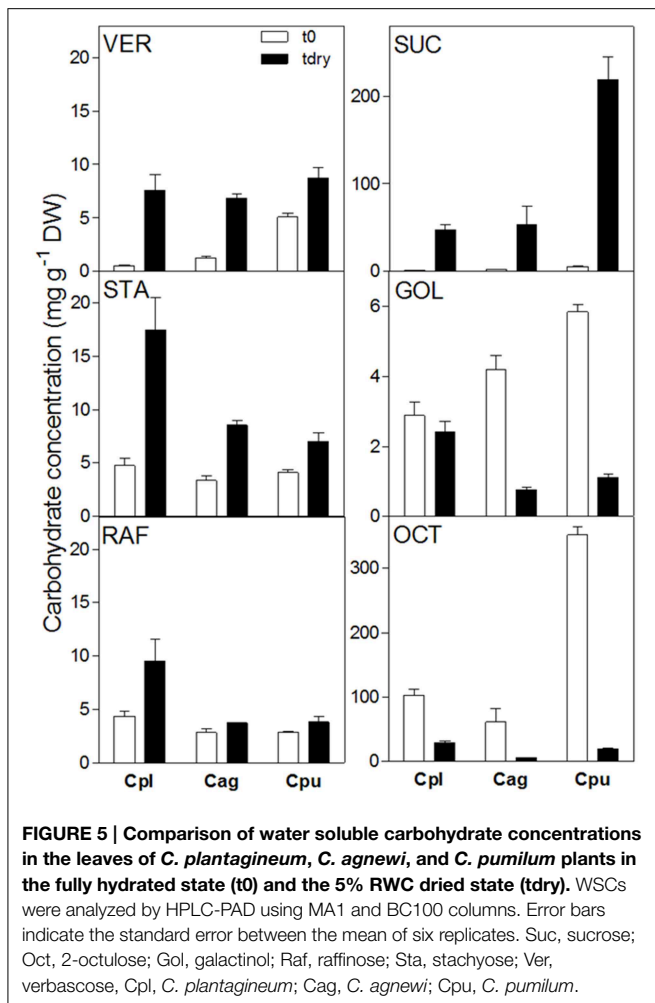 VER
t0
tdry
20
15
10
5
0
SUC
200
100
0
STA
20
15
10
5
0
GOL
6
4
2
0
RAF
20
15
10
5
0
OCT
300
200
100
0
Carbohydrate concentration (mg g⁻¹ DW)
Cpl Cag Cpu
Cpl Cag Cpu
FIGURE 5 | Comparison of water soluble carbohydrate concentrations
in the leaves of C. plantagineum, C. agnewi, and C. pumilum plants in
the fully hydrated state (t0) and the 5% RWC dried state (tdry). WSCs
were analyzed by HPLC-PAD using MA1 and BC100 columns. Error bars
indicate the standard error between the mean of six replicates. Suc, sucrose;
Oct, 2-octulose; Gol, galactinol; Raf, raffinose; Sta, stachyose; Ver,
verbascose, Cpl, C. plantagineum; Cag, C. agnewi; Cpu, C. pumilum.